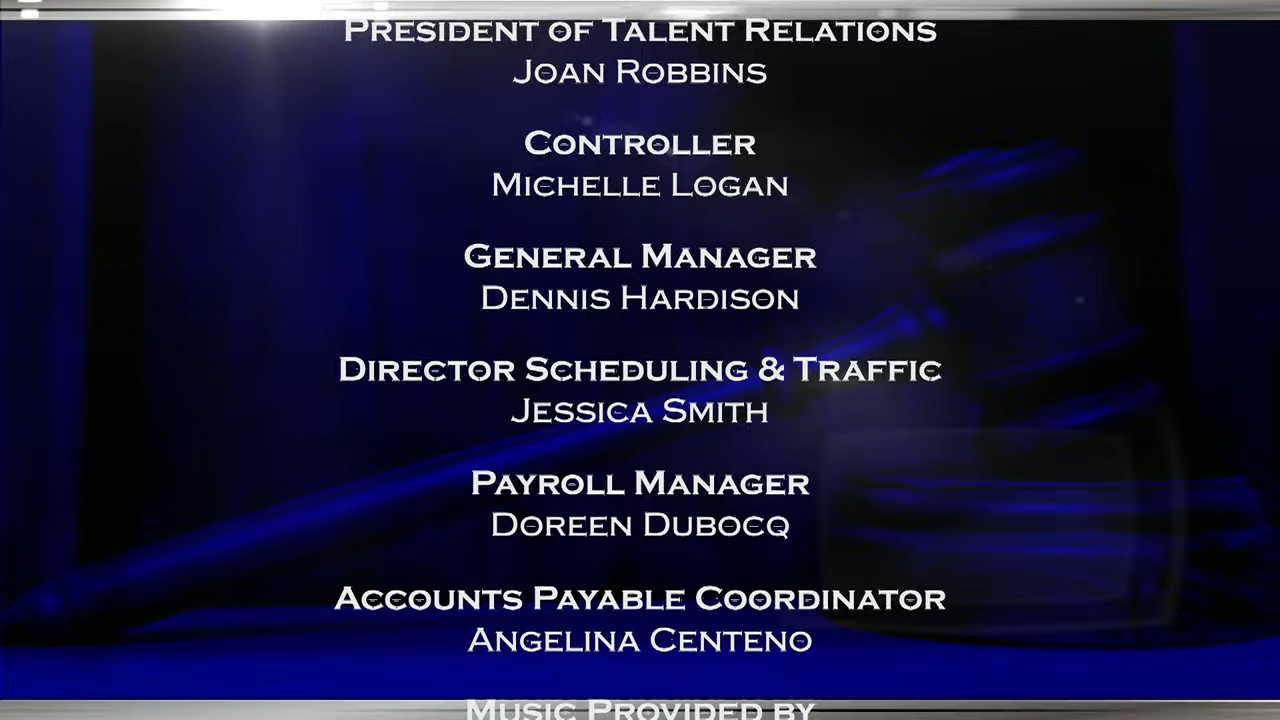 PRESIDENT OF TALENT RELATIONS
JOAN ROBBINS
CONTROLLER
MICHELLE LOGAN
GENERAL MANAGER
DENNIS HARDISON
DIRECTOR SCHEDULING & TRAFFIC
JESSICA SMITH
PAYROLL MANAGER
DOREEN DUBOCQ
ACCOUNTS PAYABLE COORDINATOR
ANGELINA CENTENO
MUSIC PROVIDED BY